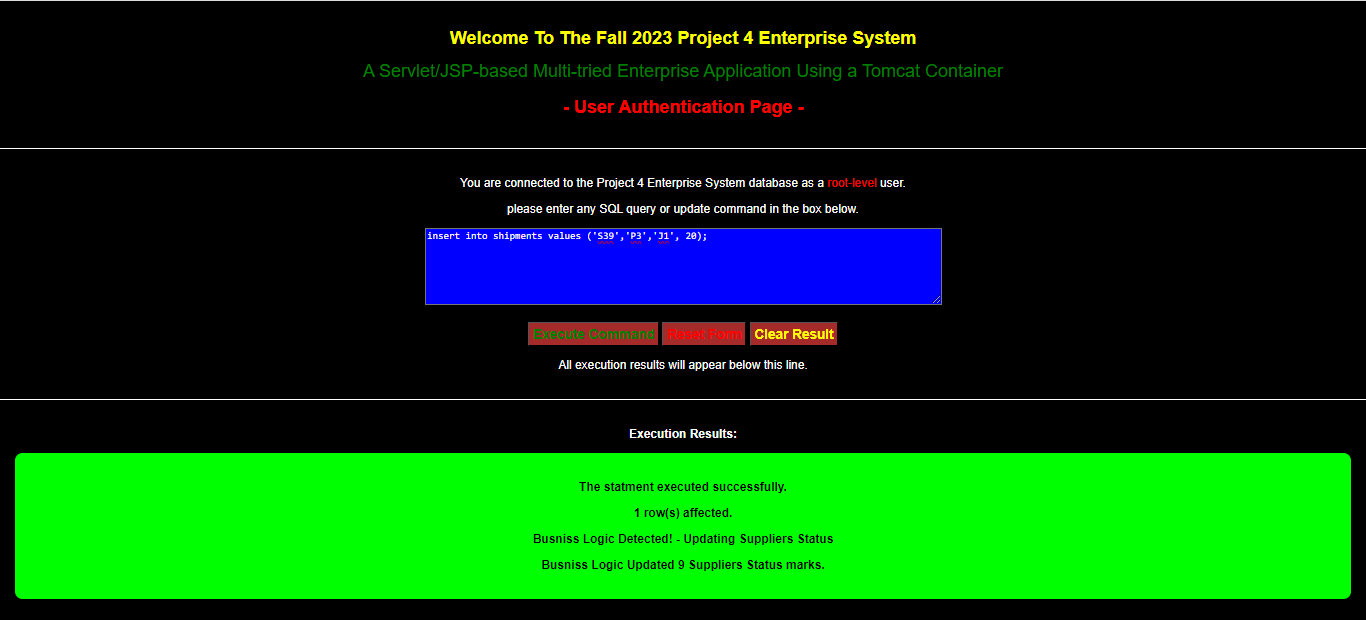 Welcome To The Fall 2023 Project 4 Enterprise System
A Servlet/JSP-based Multi-tried Enterprise Application Using a Tomcat Container
- User Authentication Page -
You are connected to the Project 4 Enterprise System database as a root-level user.
please enter any SQL query or update command in the box below.
insert into shipments values ('S39','P3','J1', 20);
Execute Command Reset Form Clear Result
All execution results will appear below this line.
Execution Results:
The statment executed successfully.
1 row(s) affected.
Busniss Logic Detected! - Updating Suppliers Status
Busniss Logic Updated 9 Suppliers Status marks.